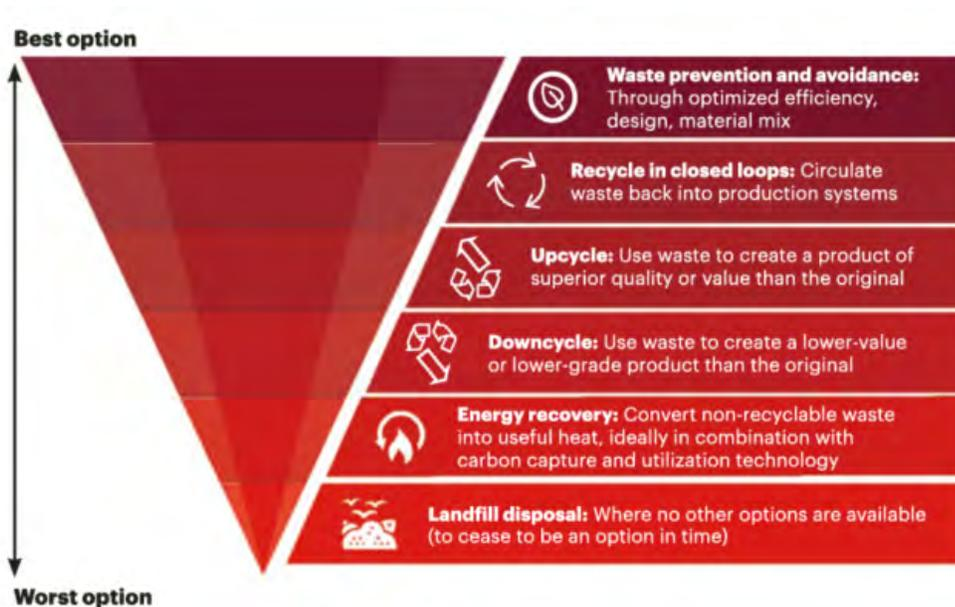 Best option
Waste prevention and avoidance:
Through optimized efficiency,
design, material mix
Recycle in closed loops: Circulate
waste back into production systems
Upcycle: Use waste to create a product of
superior quality or value than the original
Downcycle: Use waste to create a lower-value
or lower-grade product than the original
Energy recovery: Convert non-recyclable waste
into useful heat, ideally in combination with
carbon capture and utilization technology
Landfill disposal: Where no other options are available
(to cease to be an option in time)
Worst option